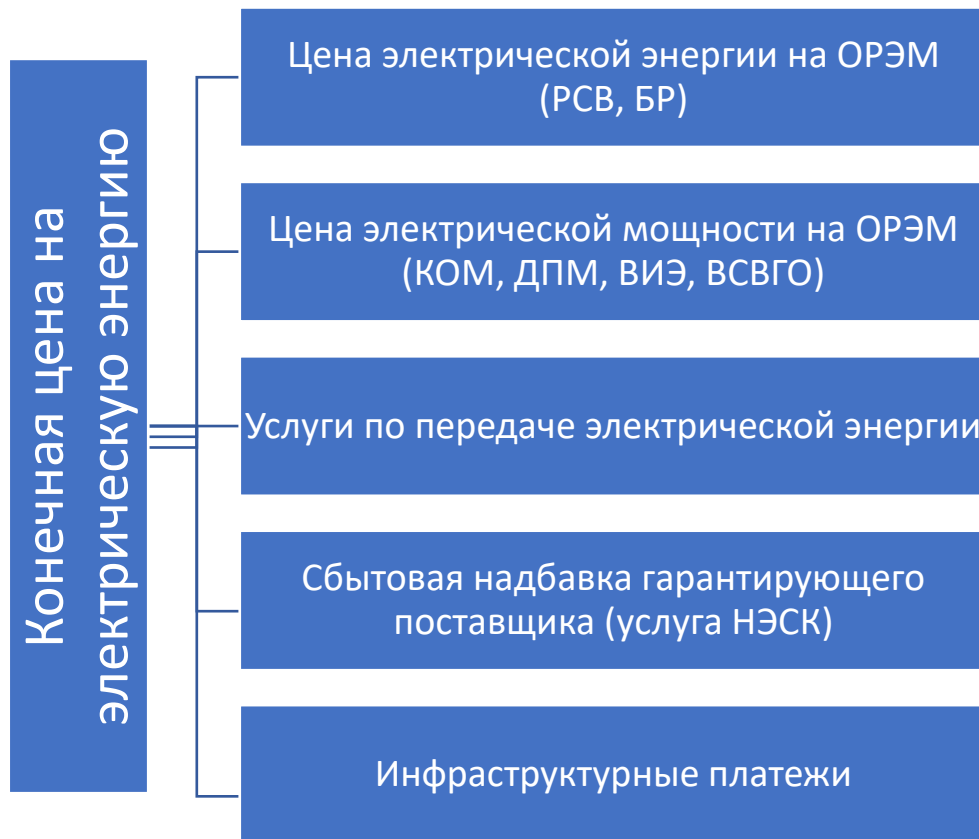 Конечная цена на
электрическую энергию
Цена электрической энергии на ОРЭМ
(РСВ, БР)
Цена электрической мощности на ОРЭМ
(КОМ, ДПМ, ВИЭ, ВСВГО)
Услуги по передаче электрической энергии
Сбытовая надбавка гарантирующего
поставщика (услуга НЭСК)
Инфраструктурные платежи